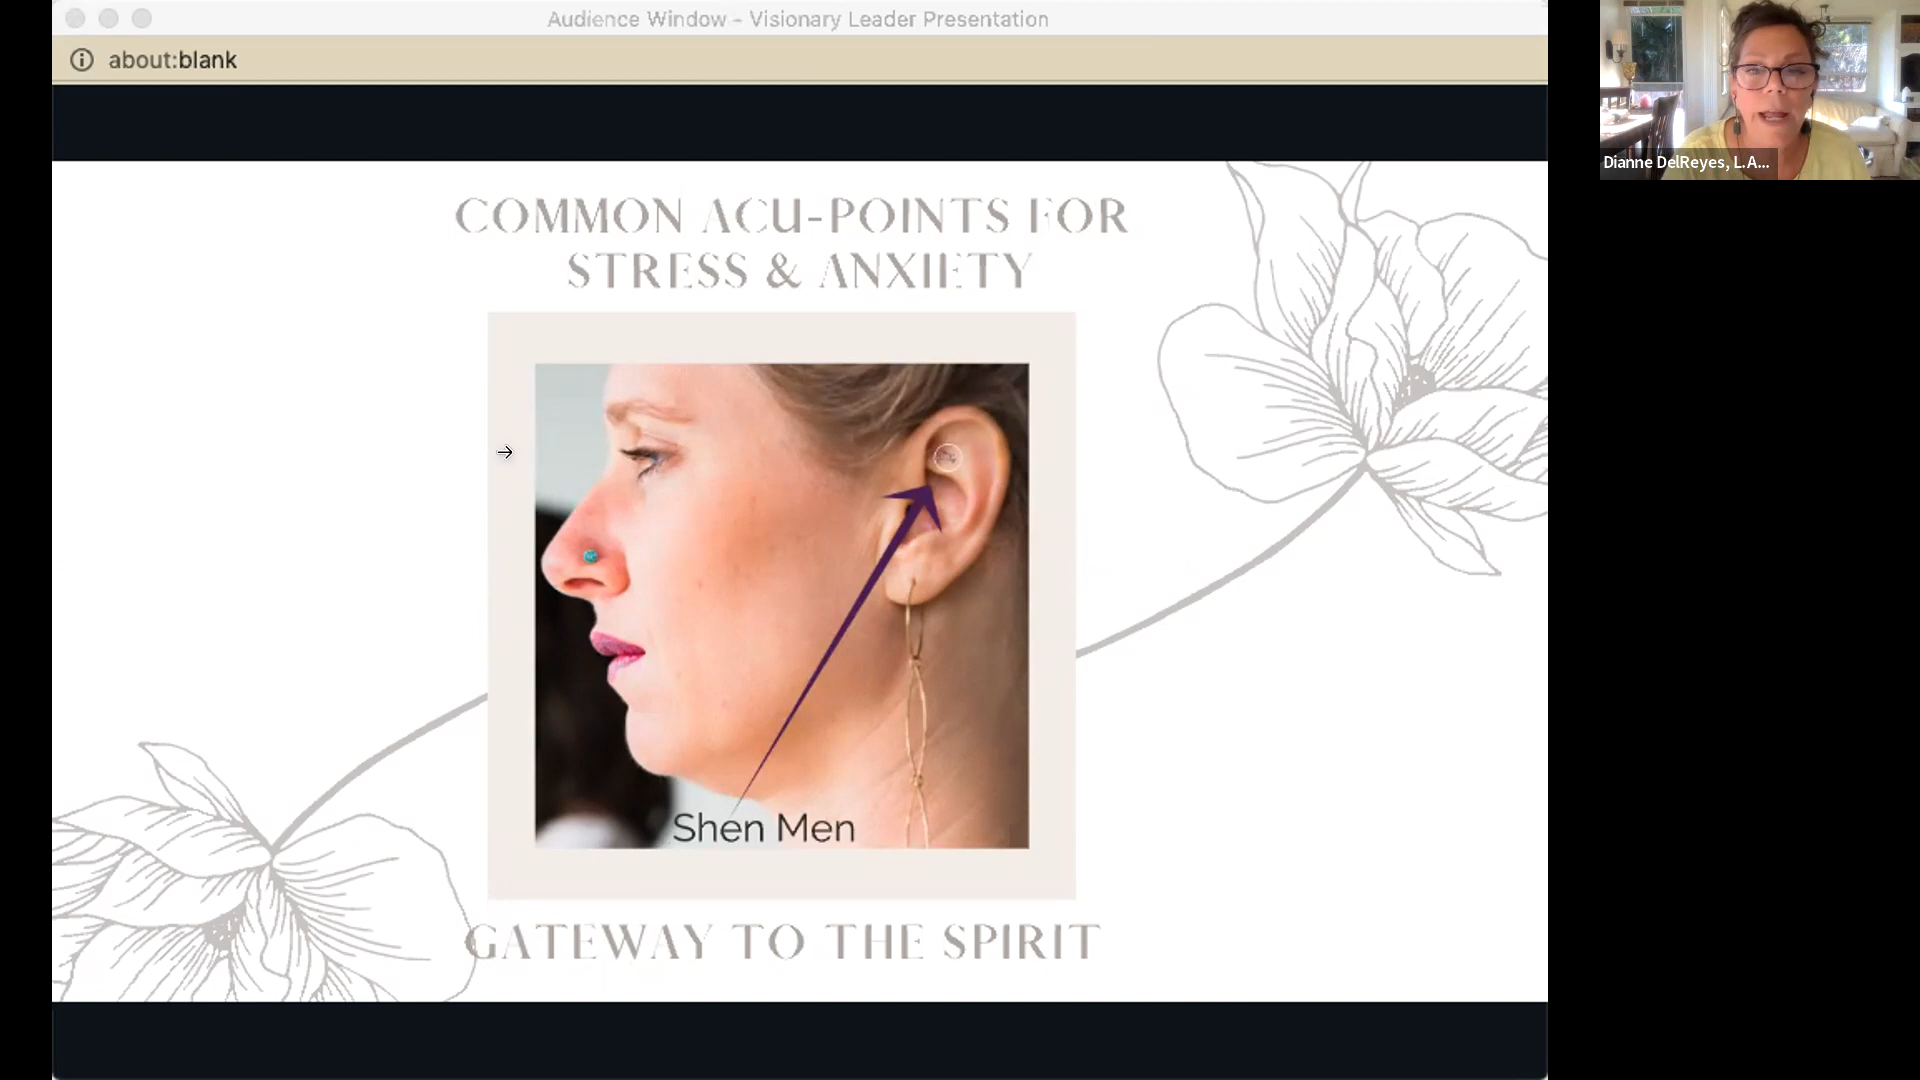 Audience Window – Visionary Leader Presentation
about:blank
Dianne DelReyes, L.A...
COMMON ACU-POINTS FOR
STRESS & ANXIETY
Shen Men
GATEWAY TO THE SPIRIT